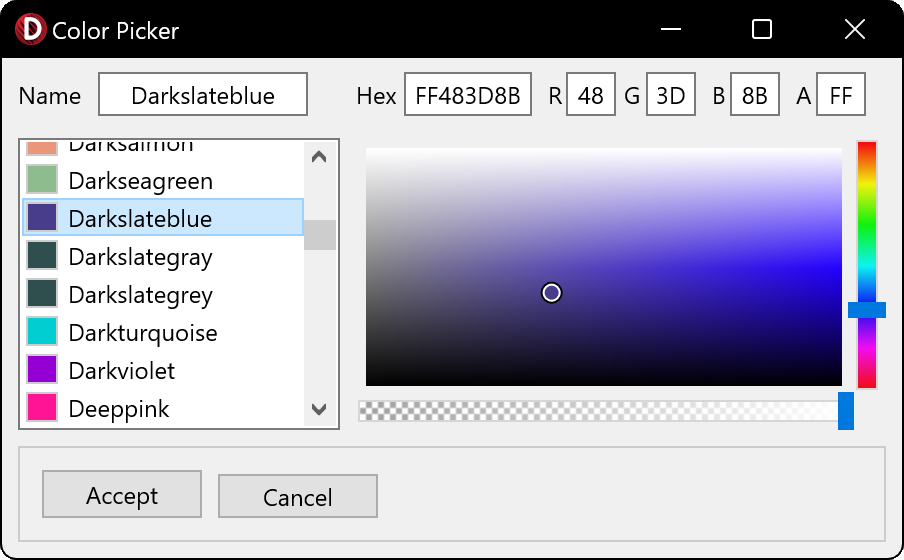 D Color Picker
Name Darkslateblue Hex FF483D8B R 48 G 3D B 8B A FF
Darksalmon
Darkseagreen
Darkslateblue
Darkslategray
Darkslategrey
Darkturquoise
Darkviolet
Deeppink
Accept Cancel